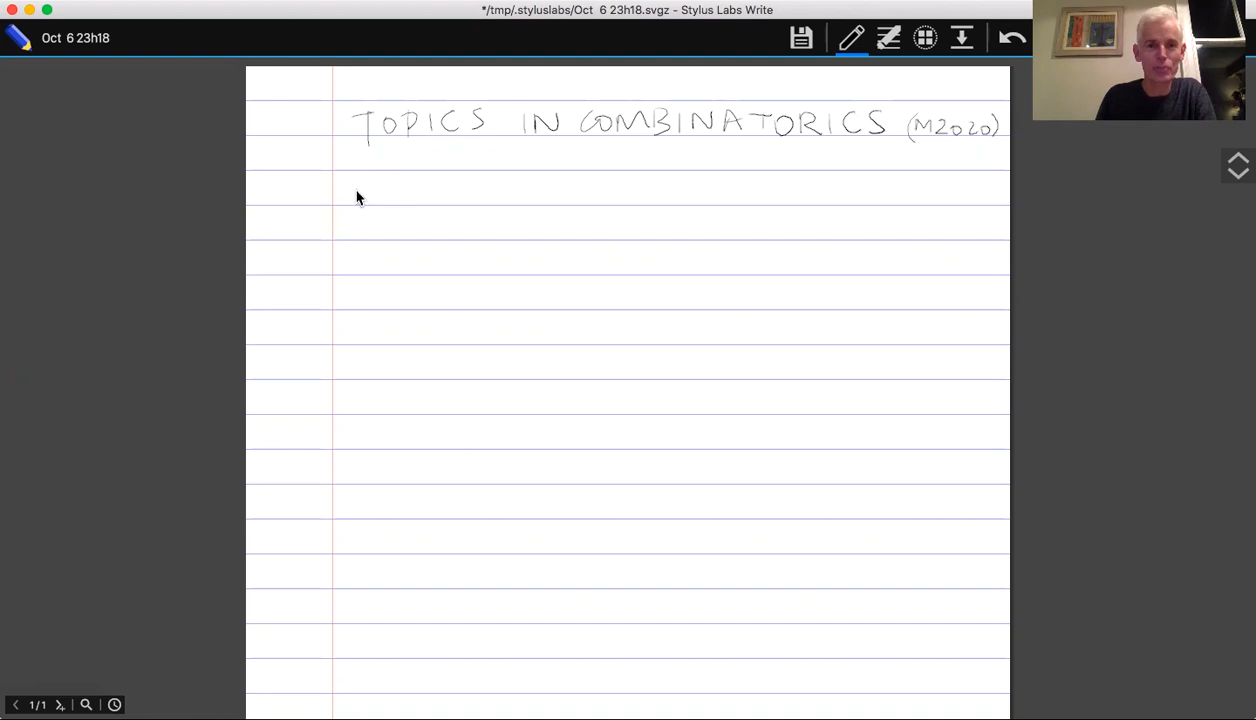 */tmp/.styluslabs/Oct 6 23h18.svgz - Stylus Labs Write
Oct 6 23h18
TOPICS IN COMBINATORICS (M2020)
1/1